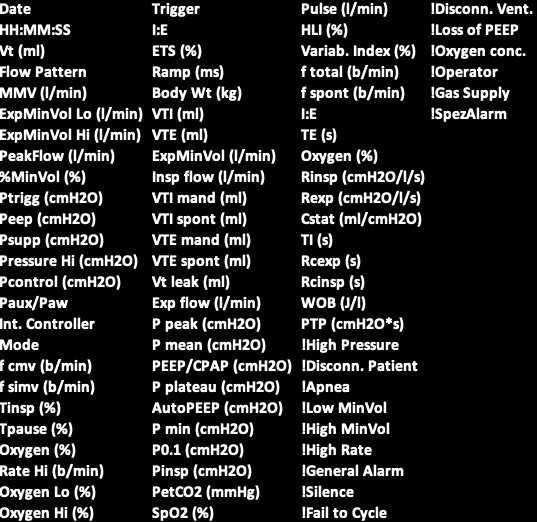 Date
HH:MM:SS
Vt (ml)
Flow Pattern
MMV (l/min)
ExpMinVol Lo (l/min)
ExpMinVol Hi (l/min)
PeakFlow (l/min)
%MinVol (%)
Ptrigg (cmH2O)
Peep (cmH2O)
Psupp (cmH2O)
Pressure Hi (cmH2O)
Pcontrol (cmH2O)
Paux/Paw
Int. Controller
Mode
f cmv (b/min)
f simv (b/min)
Tinsp (%)
Tpause (%)
Oxygen (%)
Rate Hi (b/min)
Oxygen Lo (%)
Oxygen Hi (%)
Trigger
I:E
ETS (%)
Ramp (ms)
Body Wt (kg)
VTI (ml)
VTE (ml)
ExpMinVol (l/min)
Insp flow (l/min)
VTI mand (ml)
VTI spont (ml)
VTE mand (ml)
VTE spont (ml)
Vt leak (ml)
Exp flow (l/min)
P peak (cmH2O)
P mean (cmH2O)
PEEP/CPAP (cmH2O)
P plateau (cmH2O)
AutoPEEP (cmH2O)
P min (cmH2O)
P0.1 (cmH2O)
Pinsp (cmH2O)
PetCO2 (mmHg)
SpO2 (%)
Pulse (l/min)
HLI (%)
Variab. Index (%)
f total (b/min)
f spont (b/min)
I:E
TE (s)
Oxygen (%)
Rinsp (cmH2O/l/s)
Rexp (cmH2O/l/s)
Cstat (ml/cmH2O)
TI (s)
Rcexp (s)
Rcinsp (s)
WOB (J/l)
PTP (cmH2O*s)
!High Pressure
!Disconn. Patient
!Apnea
!Low MinVol
!High MinVol
!High Rate
!General Alarm
!Silence
!Fail to Cycle
!Disconn. Vent.
!Loss of PEEP
!Oxygen conc.
!Operator
!Gas Supply
!SpezAlarm